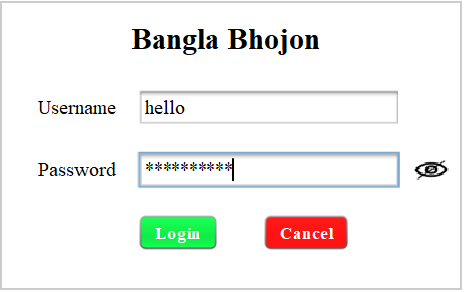 Bangla Bhojon
Username hello
Password **********
Login Cancel